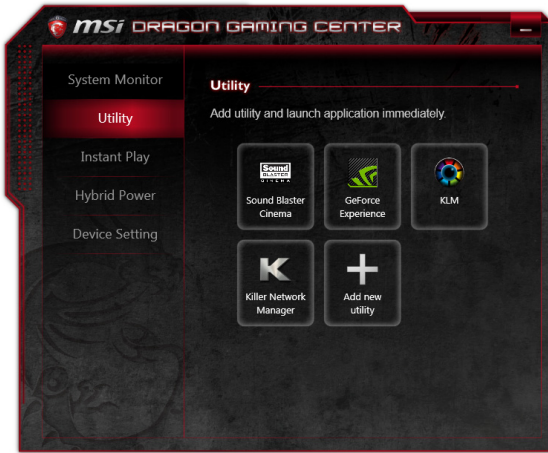 msi DRAGON GAMING CENTER
System Monitor
Utility
Instant Play
Hybrid Power
Device Setting
Utility
Add utility and launch application immediately.
Sound
BLASTER
CINEMA
Sound Blaster
Cinema
GeForce
Experience
KLM
Killer Network
Manager
Add new
utility